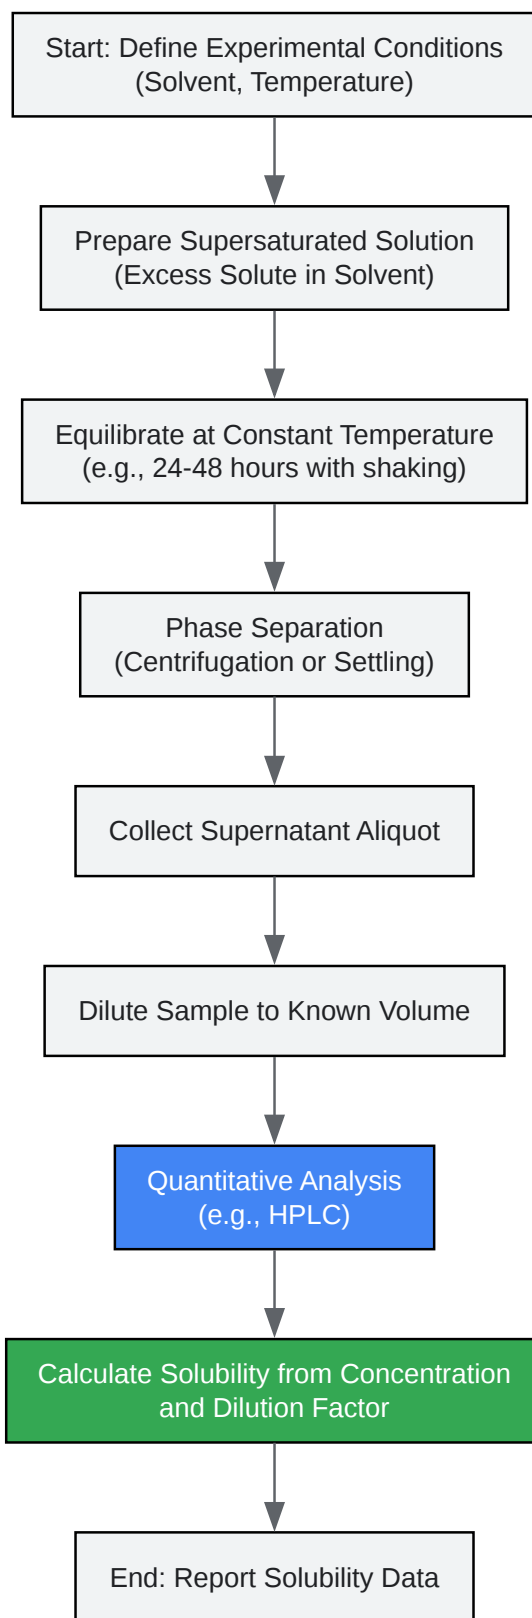 Start: Define Experimental Conditions
(Solvent, Temperature)
Prepare Supersaturated Solution
(Excess Solute in Solvent)
Equilibrate at Constant Temperature
(e.g., 24-48 hours with shaking)
Phase Separation
(Centrifugation or Settling)
Collect Supernatant Aliquot
Dilute Sample to Known Volume
Quantitative Analysis
(e.g., HPLC)
Calculate Solubility from Concentration
and Dilution Factor
End: Report Solubility Data